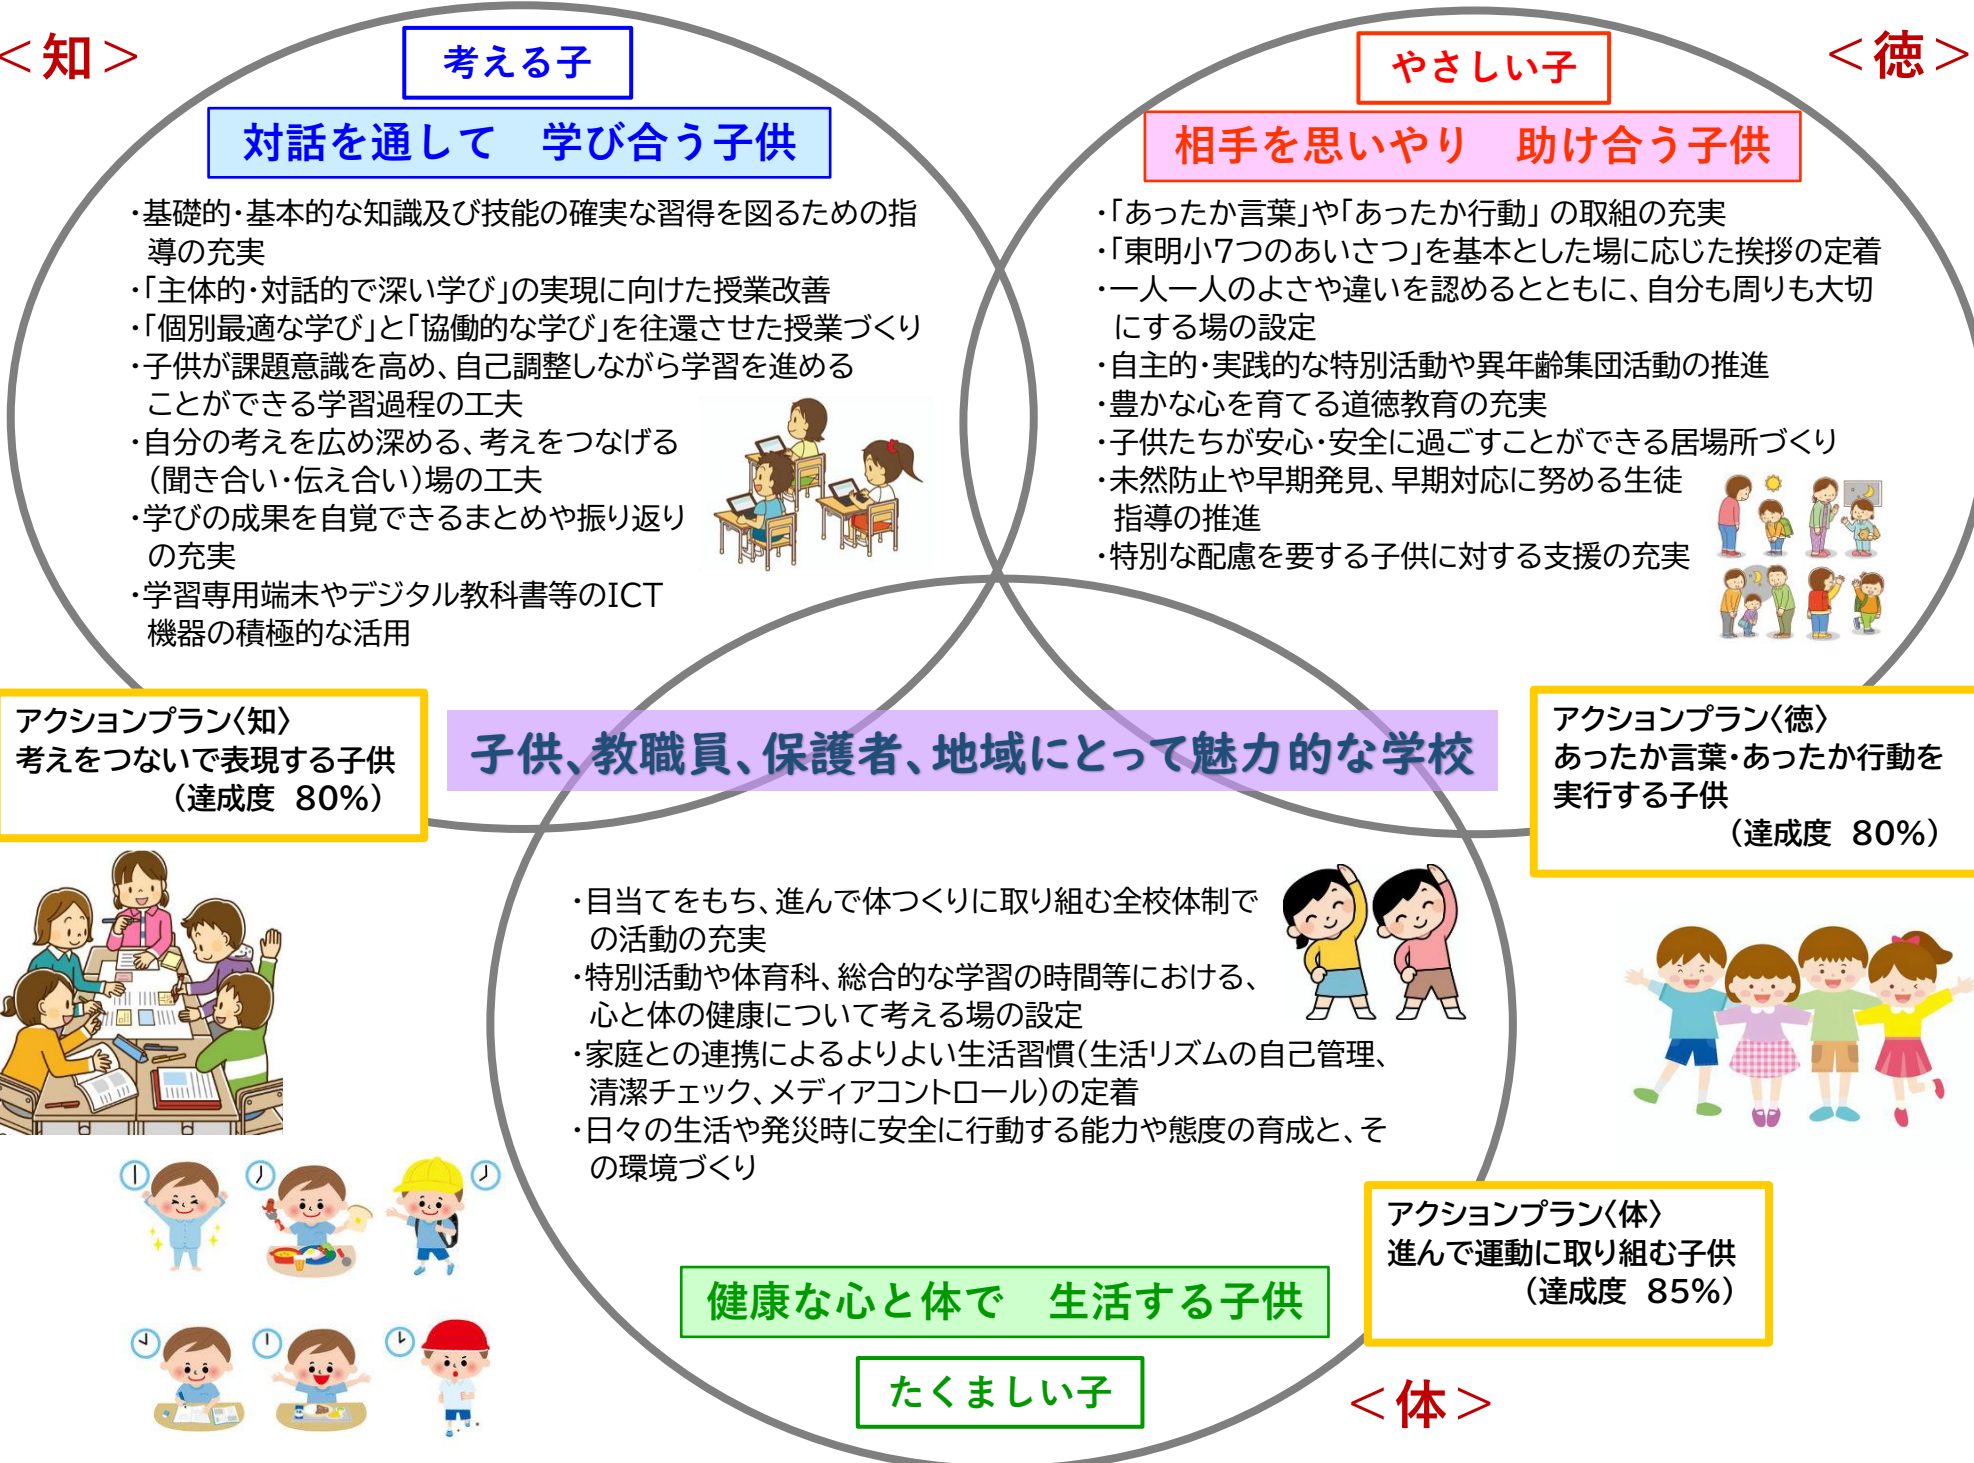 ＜知＞
考える子
対話を通して　学び合う子供
・基礎的・基本的な知識及び技能の確実な習得を図るための指
導の充実
・「主体的・対話的で深い学び」の実現に向けた授業改善
・「個別最適な学び」と「協働的な学び」を往還させた授業づくり
・子供が課題意識を高め、自己調整しながら学習を進める
ことができる学習過程の工夫
・自分の考えを広め深める、考えをつなげる
（聞き合い・伝え合い）場の工夫
・学びの成果を自覚できるまとめや振り返り
の充実
・学習専用端末やデジタル教科書等のICT
機器の積極的な活用
アクションプラン〈知〉
考えをつないで表現する子供
（達成度　80％）
＜徳＞
やさしい子
相手を思いやり　助け合う子供
・「あったか言葉」や「あったか行動」 の取組の充実
・「東明小７つのあいさつ」を基本とした場に応じた挨拶の定着
・一人一人のよさや違いを認めるとともに、自分も周りも大切
にする場の設定
・自主的・実践的な特別活動や異年齢集団活動の推進
・豊かな心を育てる道徳教育の充実
・子供たちが安心・安全に過ごすことができる居場所づくり
・未然防止や早期発見、早期対応に努める生徒
指導の推進
・特別な配慮を要する子供に対する支援の充実
アクションプラン〈徳〉
あったか言葉・あったか行動を
実行する子供
（達成度　80％）
子供、教職員、保護者、地域にとって魅力的な学校
・目当てをもち、進んで体つくりに取り組む全校体制で
の活動の充実
・特別活動や体育科、総合的な学習の時間等における、
心と体の健康について考える場の設定
・家庭との連携によるよりよい生活習慣（生活リズムの自己管理、
清潔チェック、メディアコントロール）の定着
・日々の生活や発災時に安全に行動する能力や態度の育成と、そ
の環境づくり
アクションプラン〈体〉
進んで運動に取り組む子供
（達成度　85％）
健康な心と体で　生活する子供
たくましい子
＜体＞